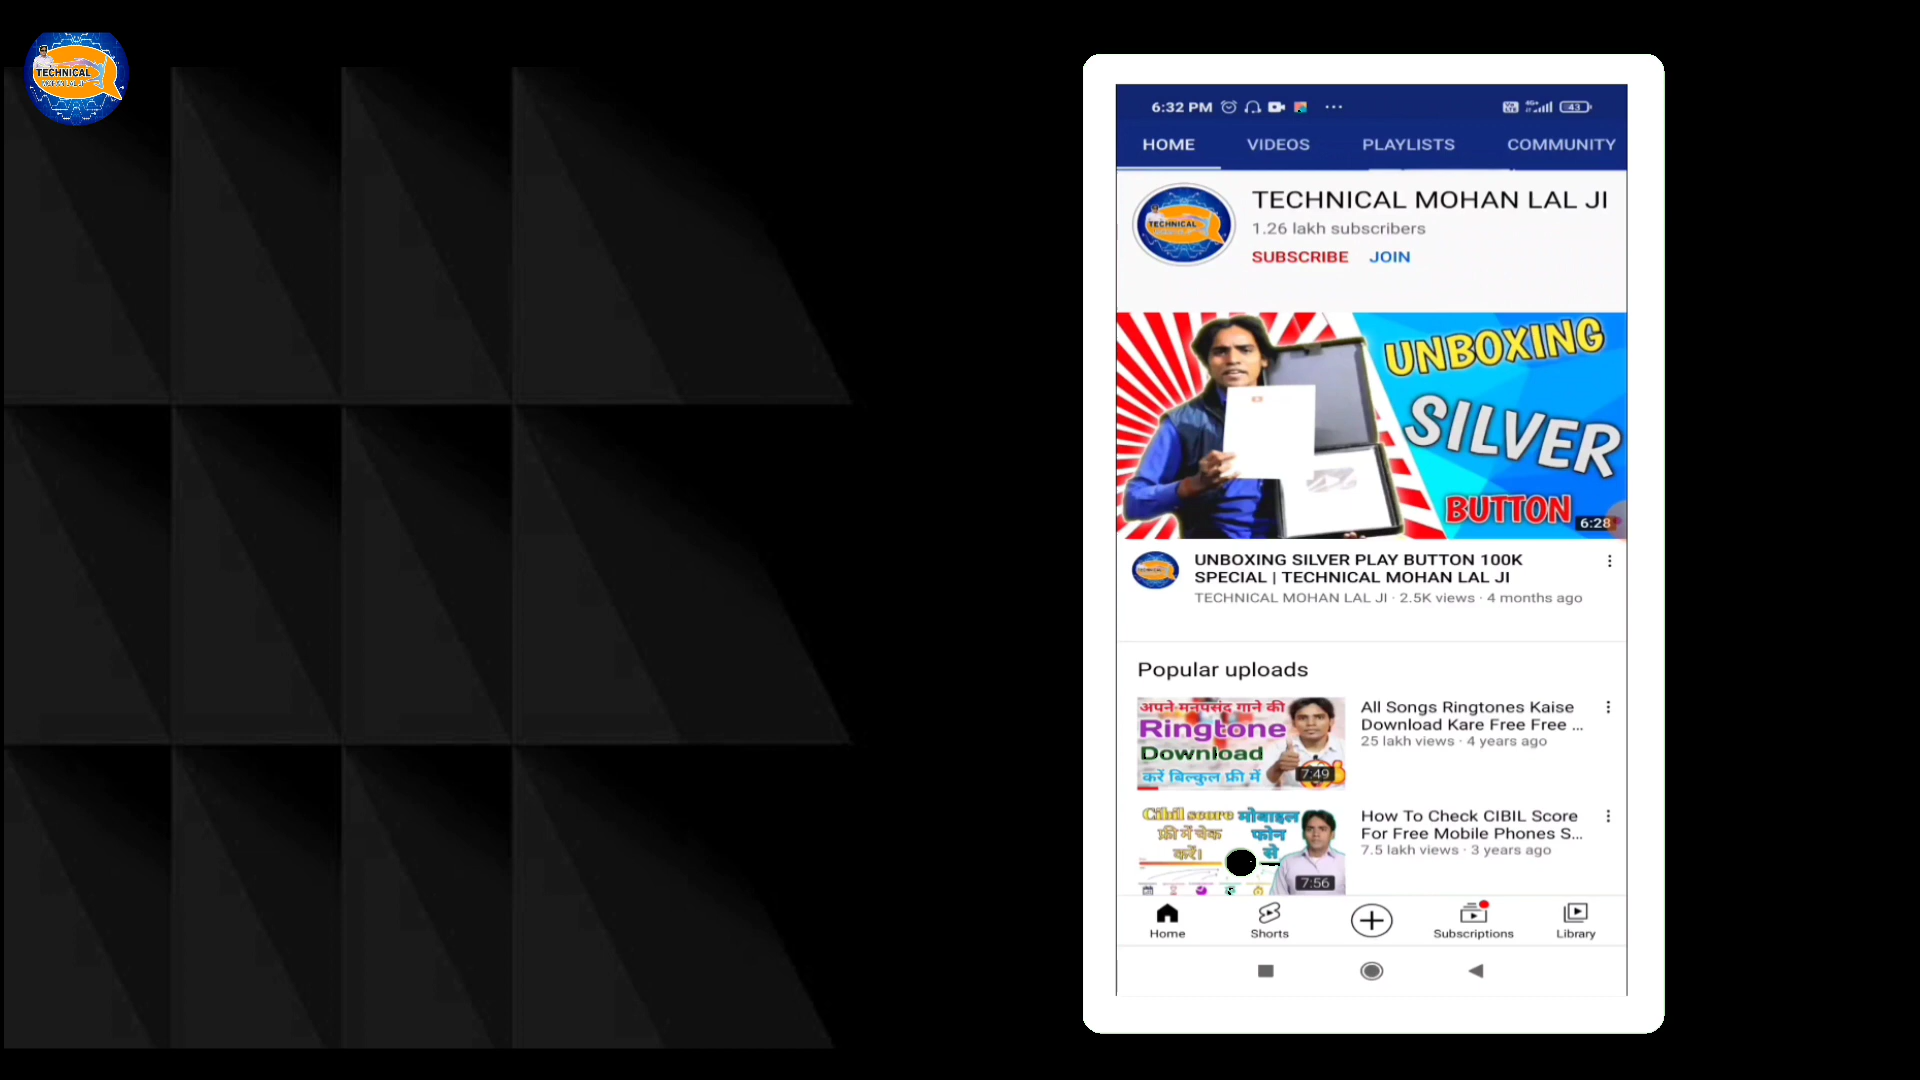 TECHNICAL
6:32 PM
43
HOME VIDEOS PLAYLISTS COMMUNITY
TECHNICAL
TECHNICAL MOHAN LAL JI
1.26 lakh subscribers
SUBSCRIBE JOIN
UNBOXING
SILVER
BUTTON
6:28
UNBOXING SILVER PLAY BUTTON 100K
SPECIAL | TECHNICAL MOHAN LAL JI
TECHNICAL MOHAN LAL JI · 2.5K views · 4 months ago
Popular uploads
अपने मनपसंद गाने की
Ringtone
Download
करें बिल्कुल फ्री में
7:49
All Songs Ringtones Kaise
Download Kare Free Free ...
25 lakh views · 4 years ago
Cibil score मोबाइल
फ्री में चेक फोन
करें। से
7:56
How To Check CIBIL Score
For Free Mobile Phones S...
7.5 lakh views · 3 years ago
Home Shorts Subscriptions Library